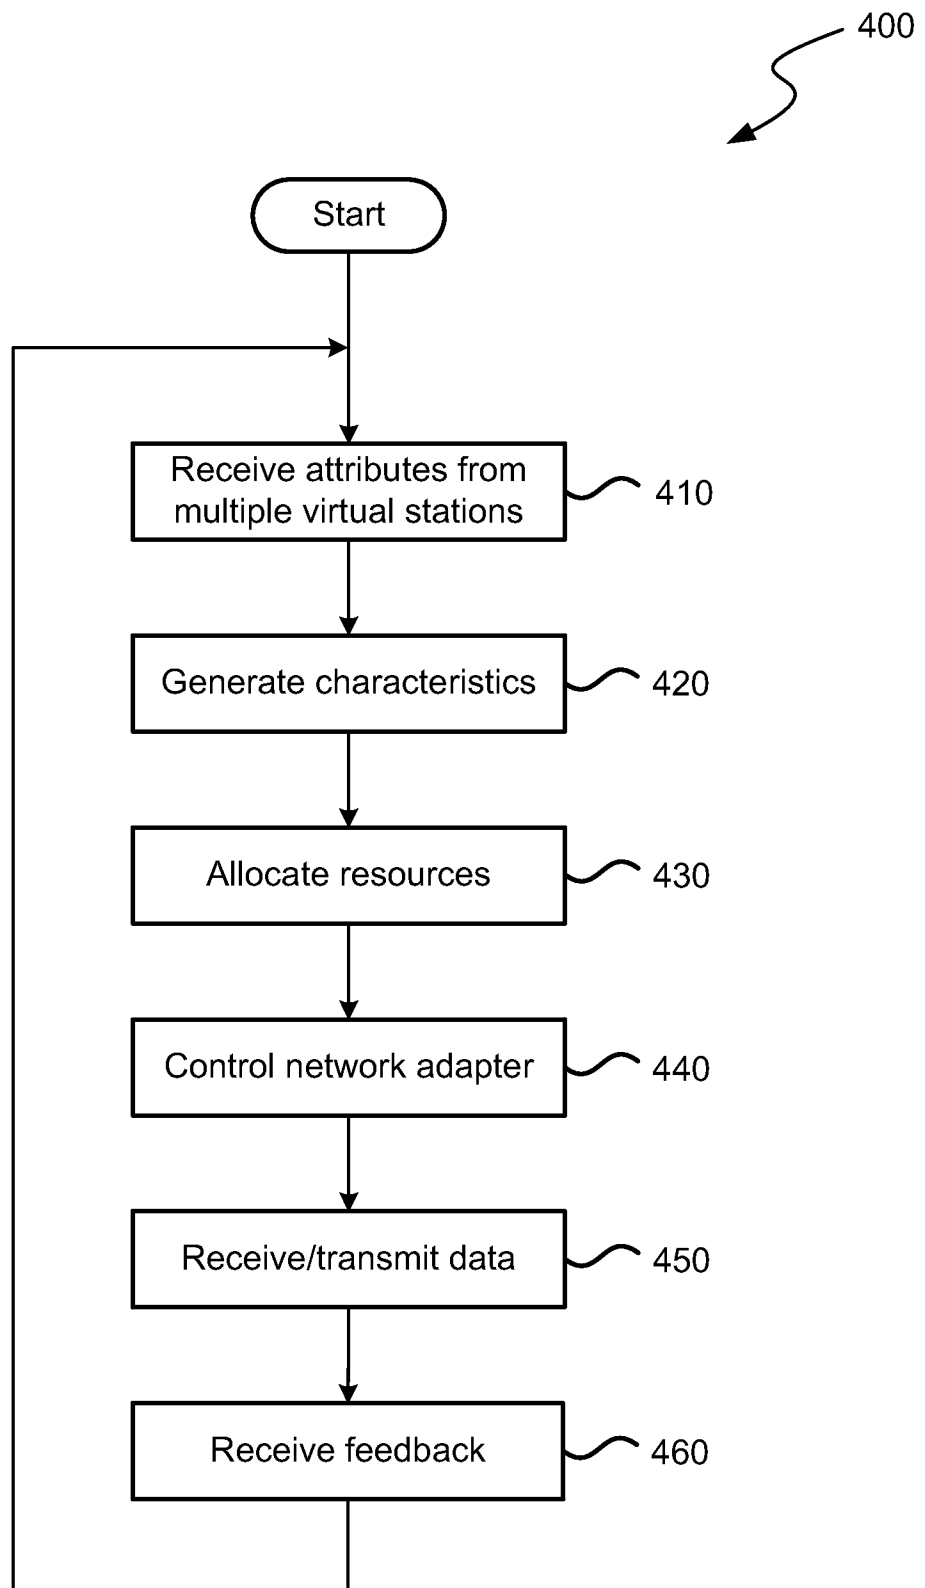 400
Start
Receive attributes from
multiple virtual stations
410
Generate characteristics
420
Allocate resources
430
Control network adapter
440
Receive/transmit data
450
Receive feedback
460